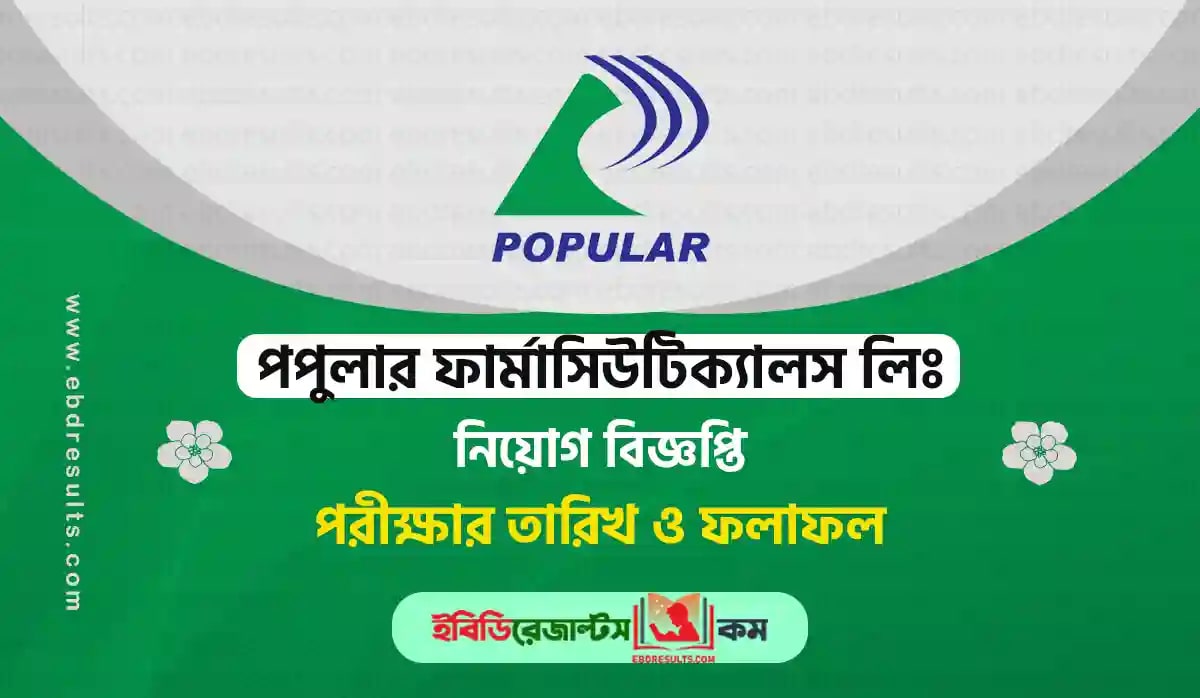 POPULAR
পপুলার ফার্মাসিউটিক্যালস লিঃ
নিয়োগ বিজ্ঞপ্তি
পরীক্ষার তারিখ ও ফলাফল
ইবিডিরেজাল্টস কম
EBDRESULTS.COM
www.ebdresults.com